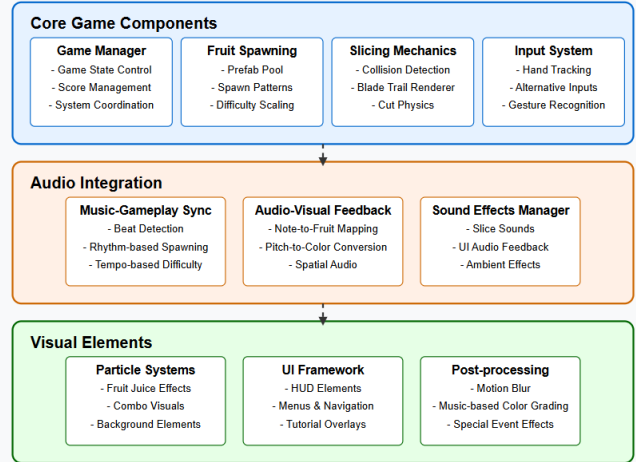 Core Game Components
Game Manager
- Game State Control
- Score Management
- System Coordination
Fruit Spawning
- Prefab Pool
- Spawn Patterns
- Difficulty Scaling
Slicing Mechanics
- Collision Detection
- Blade Trail Renderer
- Cut Physics
Input System
- Hand Tracking
- Alternative Inputs
- Gesture Recognition
Audio Integration
Music-Gameplay Sync
- Beat Detection
- Rhythm-based Spawning
- Tempo-based Difficulty
Audio-Visual Feedback
- Note-to-Fruit Mapping
- Pitch-to-Color Conversion
- Spatial Audio
Sound Effects Manager
- Slice Sounds
- UI Audio Feedback
- Ambient Effects
Visual Elements
Particle Systems
- Fruit Juice Effects
- Combo Visuals
- Background Elements
UI Framework
- HUD Elements
- Menus & Navigation
- Tutorial Overlays
Post-processing
- Motion Blur
- Music-based Color Grading
- Special Event Effects